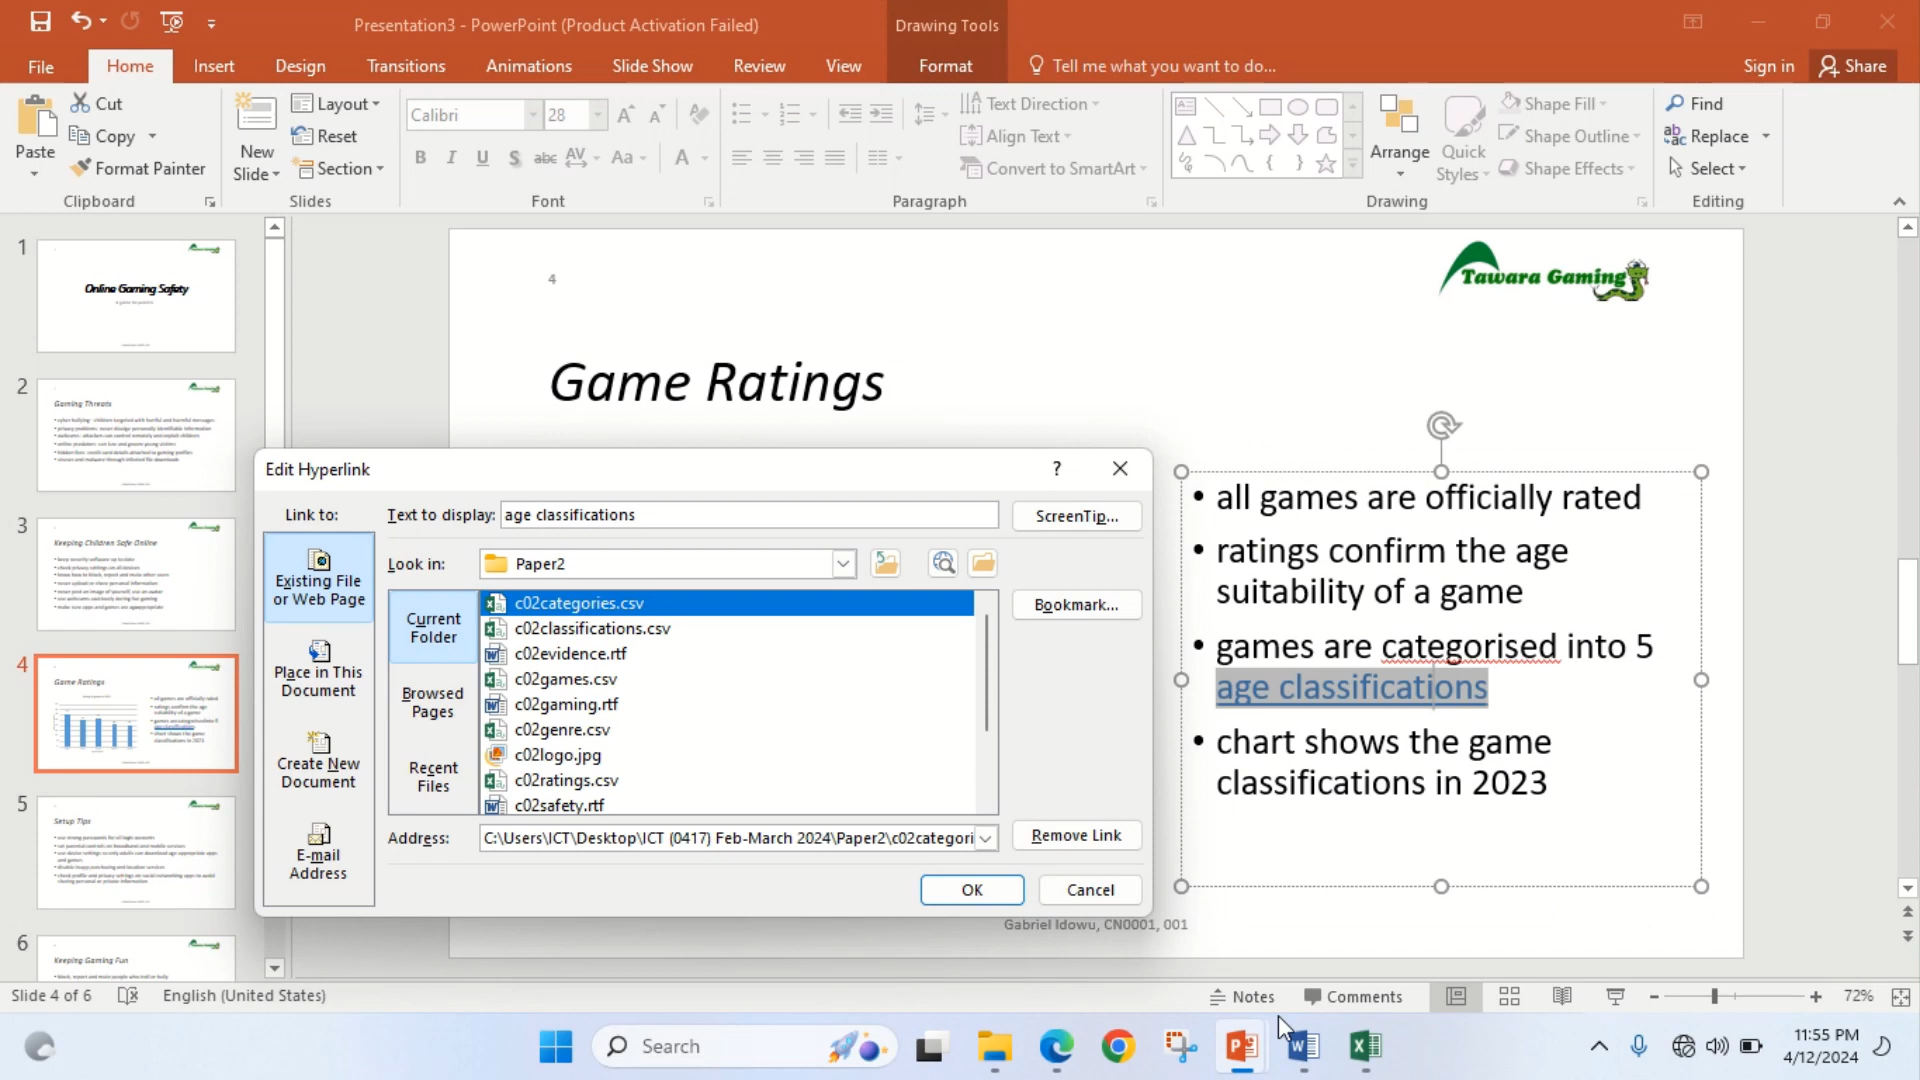 Presentation3 - PowerPoint (Product Activation Failed)
Drawing Tools
File
Home
Insert
Design
Transitions
Animations
Slide Show
Review
View
Format
Tell me what you want to do...
Sign in
Share
Paste
Cut
Copy
Format Painter
Clipboard
New
Slide
Layout
Reset
Section
Slides
Calibri
28
B I U S abc AV Aa A
Font
Text Direction
Align Text
Convert to SmartArt
Paragraph
Arrange
Quick
Styles
Shape Fill
Shape Outline
Shape Effects
Drawing
Find
Replace
Select
Editing
1
Online Gaming Safety
2
Gaming Threats
3
Keeping Children Safe Online
4
Game Ratings
5
Setup Tips
6
Keeping Gaming Fun
4
Tawara Gaming
Game Ratings
• all games are officially rated
• ratings confirm the age
suitability of a game
• games are categorised into 5
age classifications
• chart shows the game
classifications in 2023
Gabriel Idowu, CN0001, 001
Edit Hyperlink
?
Link to:
Text to display:
age classifications
ScreenTip...
Existing File
or Web Page
Look in:
Paper2
Place in This
Document
Create New
Document
E-mail
Address
Current
Folder
Browsed
Pages
Recent
Files
c02categories.csv
c02classifications.csv
c02evidence.rtf
c02games.csv
c02gaming.rtf
c02genre.csv
c02logo.jpg
c02ratings.csv
c02safety.rtf
Bookmark...
Address:
C:\Users\ICT\Desktop\ICT (0417) Feb-March 2024\Paper2\c02categori
Remove Link
OK
Cancel
Slide 4 of 6
English (United States)
Notes
Comments
72%
Search
11:55 PM
4/12/2024